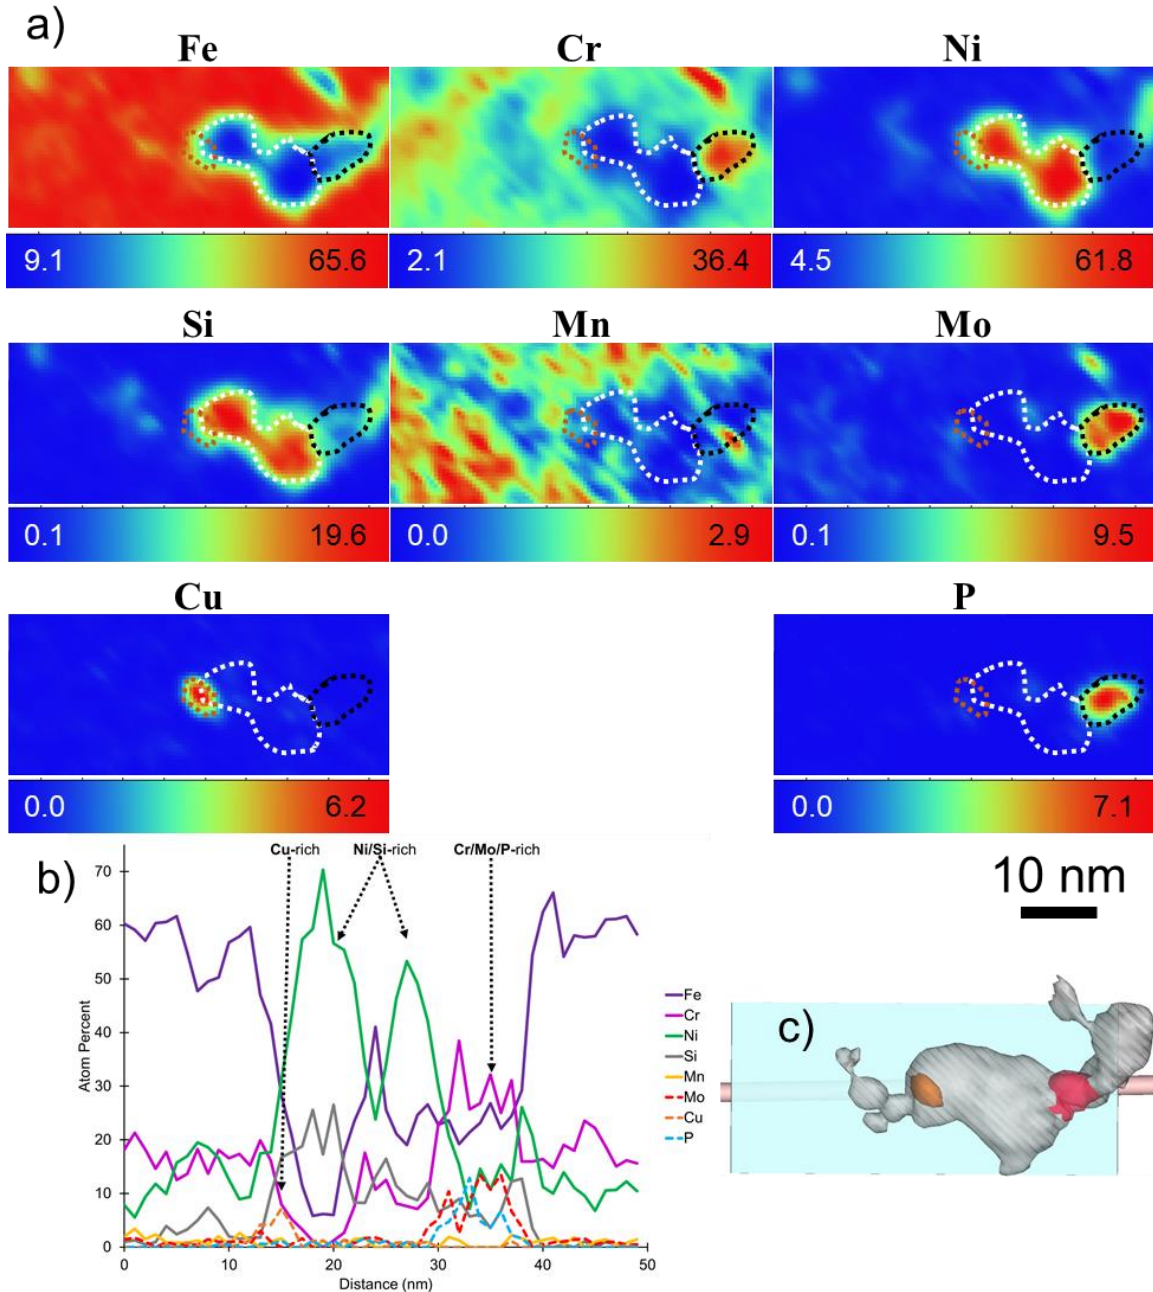 a)
Fe Cr Ni
9.1 65.6 2.1 36.4 4.5 61.8
Si Mn Mo
0.1 19.6 0.0 2.9 0.1 9.5
Cu P
0.0 6.2 0.0 7.1
b)
Cu-rich Ni/Si-rich Cr/Mo/P-rich
70
60
50
40
30
20
10
0
Atom Percent
0 10 20 30 40 50
Distance (nm)
Fe
Cr
Ni
Si
Mn
Mo
Cu
P
10 nm
c)